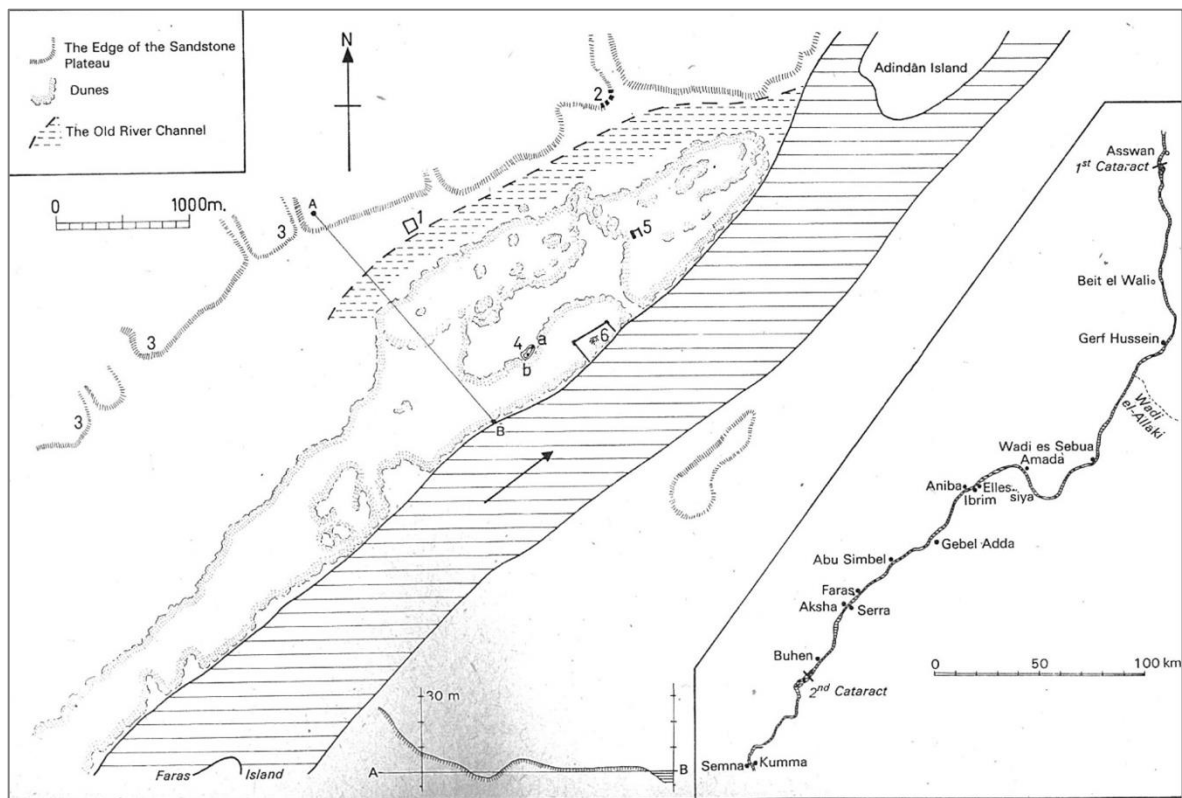 The Edge of the Sandstone
Plateau
Dunes
The Old River Channel
0 1000m.
N
Adindân Island
2
A
1
3
5
3
4 a
b
6
3
B
30 m
A
B
Faras Island
Asswan
1st Cataract
Beit el Wali
Gerf Hussein
Wadi
el-Allaki
Wadi es Sebua
Amada
Aniba
Elles-
siya
Ibrim
Gebel Adda
Abu Simbel
Faras
Aksha
Serra
Buhen
0 50 100 km
2nd Cataract
Semna
Kumma